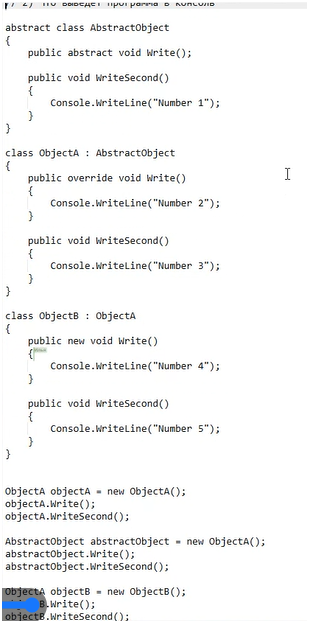 / 2) Что выведет программа в консоль
abstract class AbstractObject
{
public abstract void Write();
public void WriteSecond()
{
Console.WriteLine("Number 1");
}
}
class ObjectA : AbstractObject
{
public override void Write()
{
Console.WriteLine("Number 2");
}
public void WriteSecond()
{
Console.WriteLine("Number 3");
}
}
class ObjectB : ObjectA
{
public new void Write()
{
Console.WriteLine("Number 4");
}
public void WriteSecond()
{
Console.WriteLine("Number 5");
}
}
ObjectA objectA = new ObjectA();
objectA.Write();
objectA.WriteSecond();
AbstractObject abstractObject = new ObjectA();
abstractObject.Write();
abstractObject.WriteSecond();
ObjectA objectB = new ObjectB();
B.Write();
objectB.WriteSecond();